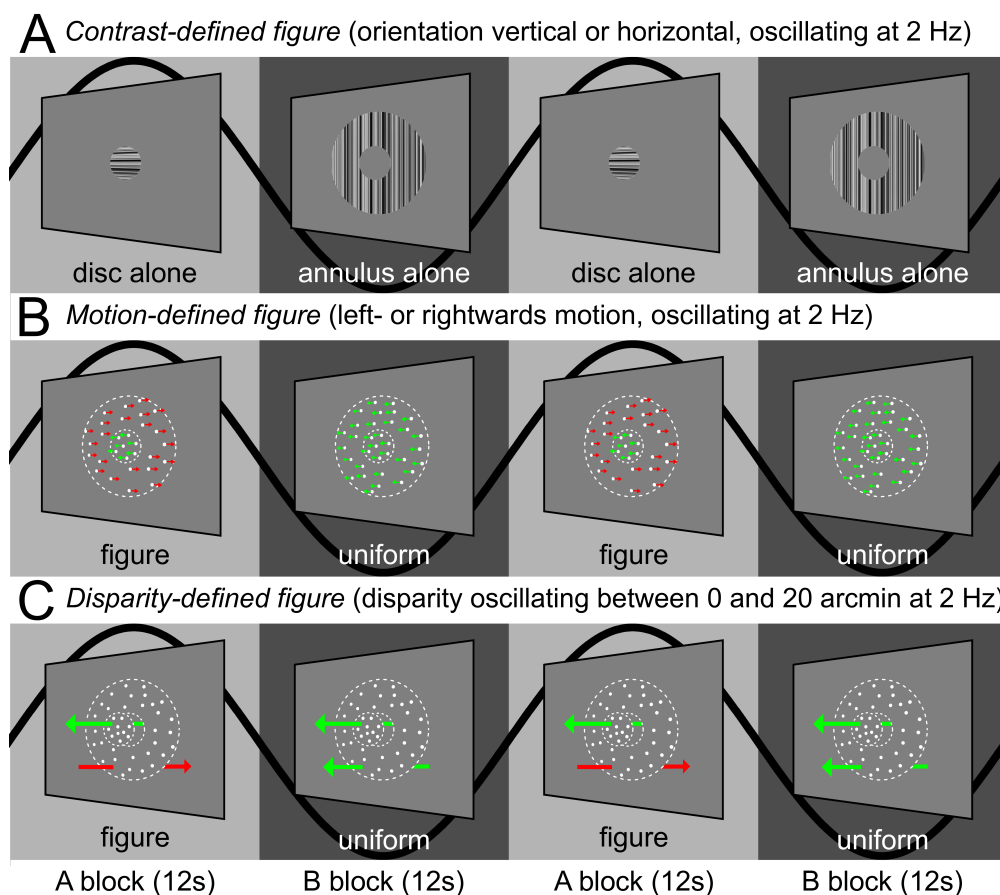 A Contrast-defined figure (orientation vertical or horizontal, oscillating at 2 Hz)
disc alone annulus alone disc alone annulus alone
B Motion-defined figure (left- or rightwards motion, oscillating at 2 Hz)
figure uniform figure uniform
C Disparity-defined figure (disparity oscillating between 0 and 20 arcmin at 2 Hz)
figure uniform figure uniform
A block (12s) B block (12s) A block (12s) B block (12s)